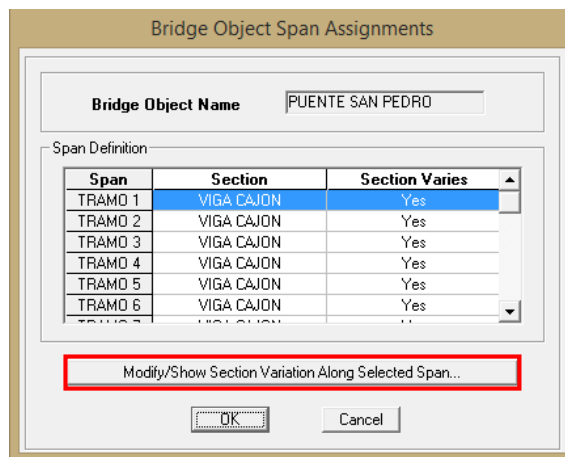 Bridge Object Span Assignments
Bridge Object Name PUENTE SAN PEDRO
Span Definition
Span Section Section Varies
TRAMO 1 VIGA CAJON Yes
TRAMO 2 VIGA CAJON Yes
TRAMO 3 VIGA CAJON Yes
TRAMO 4 VIGA CAJON Yes
TRAMO 5 VIGA CAJON Yes
TRAMO 6 VIGA CAJON Yes
Modify/Show Section Variation Along Selected Span...
OK Cancel